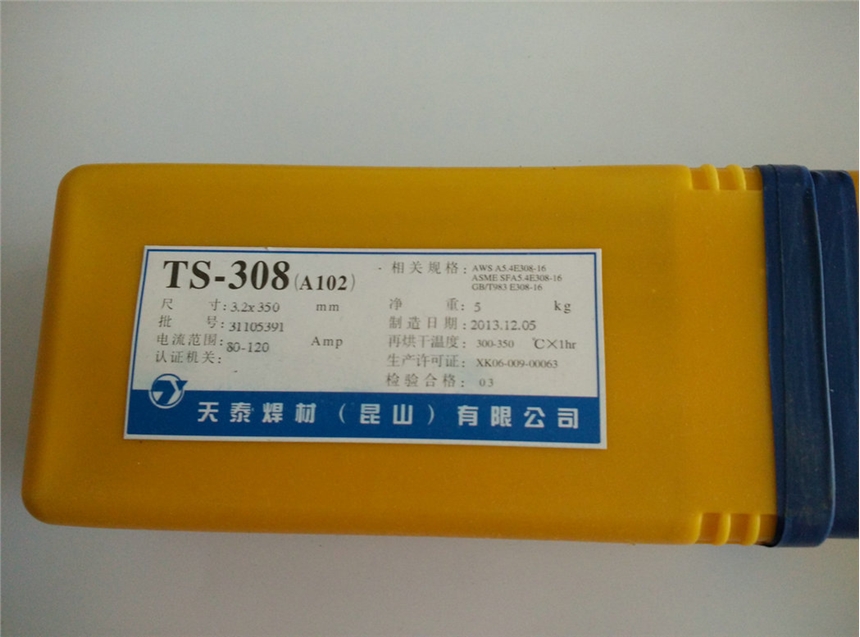 TS-308(A102)
尺 寸:3.2x350 mm
批 号:31105391
电流范围:80-120 Amp
认证机关:
相关规格:AWS A5.4E308-16
ASME SFA5.4E308-16
GB/T983 E308-16
净 重:5 kg
制造日期:2013.12.05
再烘干温度:300-350 ℃×1hr
生产许可证:XK06-009-00063
检验合格:03
天泰焊材(昆山)有限公司